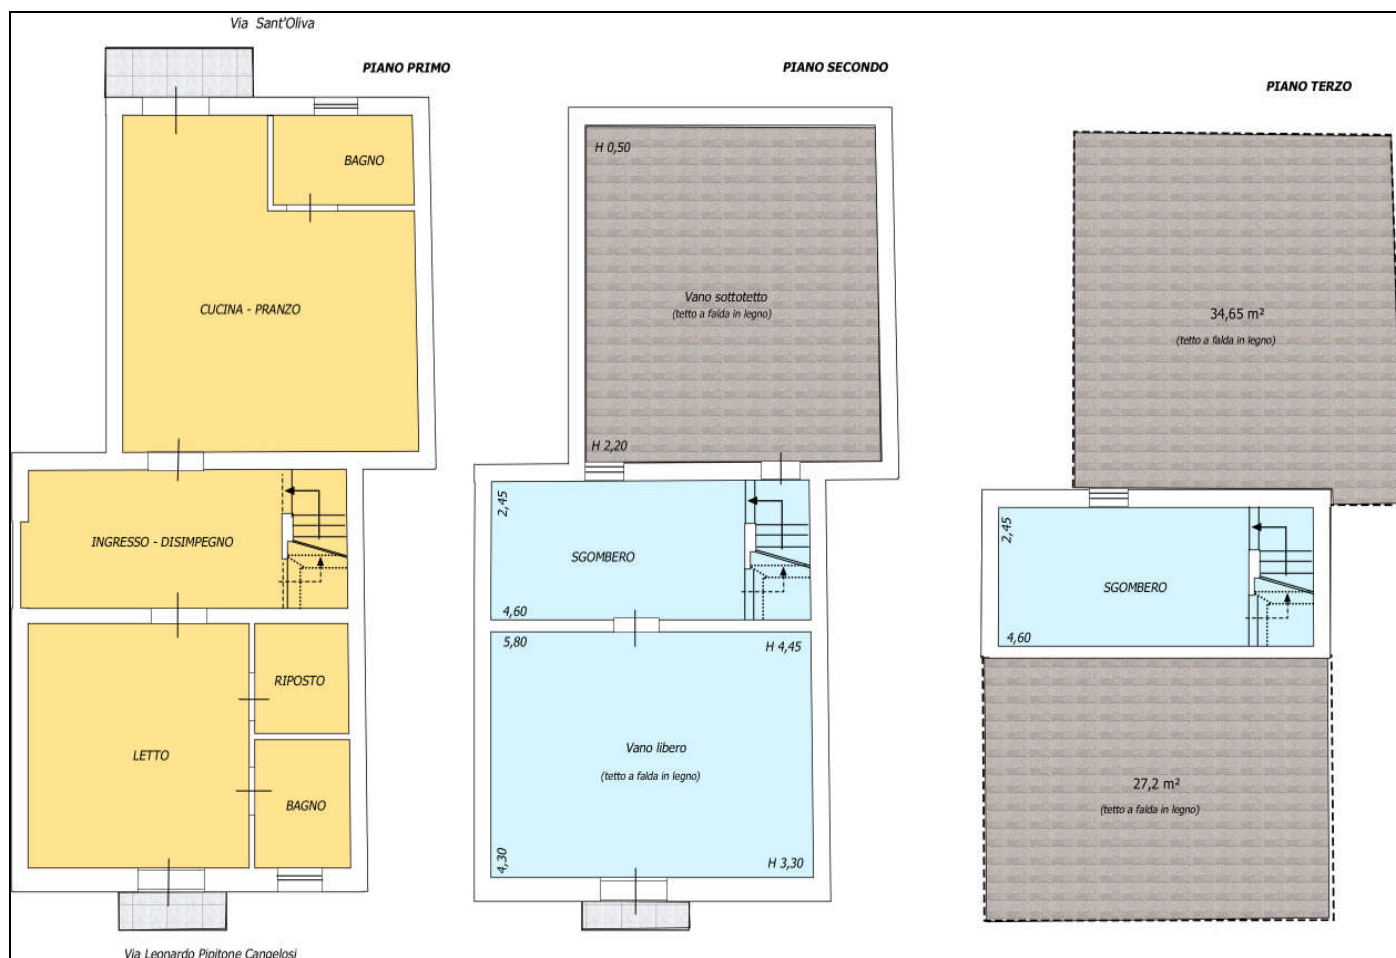 Via Sant'Oliva
PIANO PRIMO
BAGNO
CUCINA - PRANZO
INGRESSO - DISIMPEGNO
RIPOSTO
LETTO
BAGNO
Via Leonardo Pipitone Cangelosi
PIANO SECONDO
H 0,50
Vano sottotetto
(tetto a falda in legno)
H 2,20
2,45
SGOMBERO
4,60
5,80
H 4,45
Vano libero
(tetto a falda in legno)
4,30
H 3,30
PIANO TERZO
34,65 m²
(tetto a falda in legno)
2,45
SGOMBERO
4,60
27,2 m²
(tetto a falda in legno)